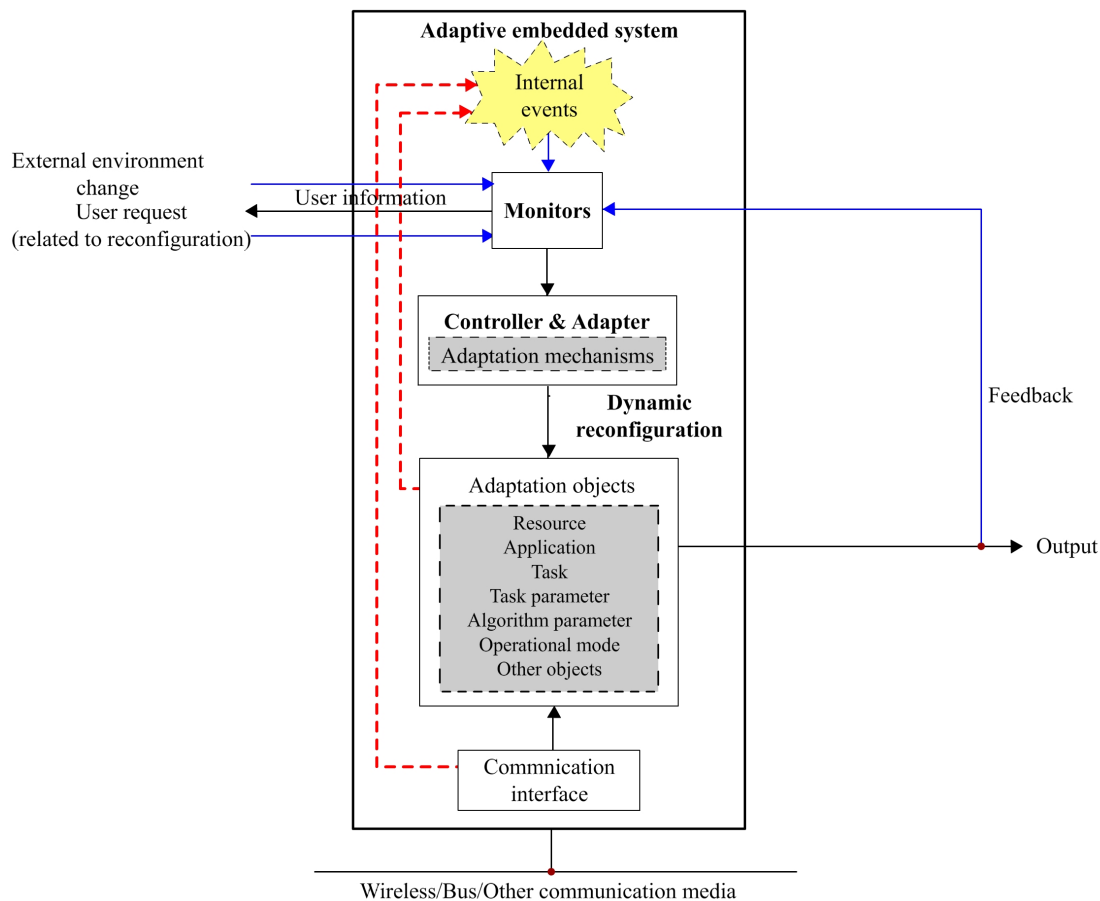 Adaptive embedded system
Internal
events
External environment
change
User information
User request
(related to reconfiguration)
Monitors
Controller & Adapter
Adaptation mechanisms
Dynamic
reconfiguration
Feedback
Adaptation objects
Resource
Application
Task
Task parameter
Algorithm parameter
Operational mode
Other objects
Output
Commnication
interface
Wireless/Bus/Other communication media